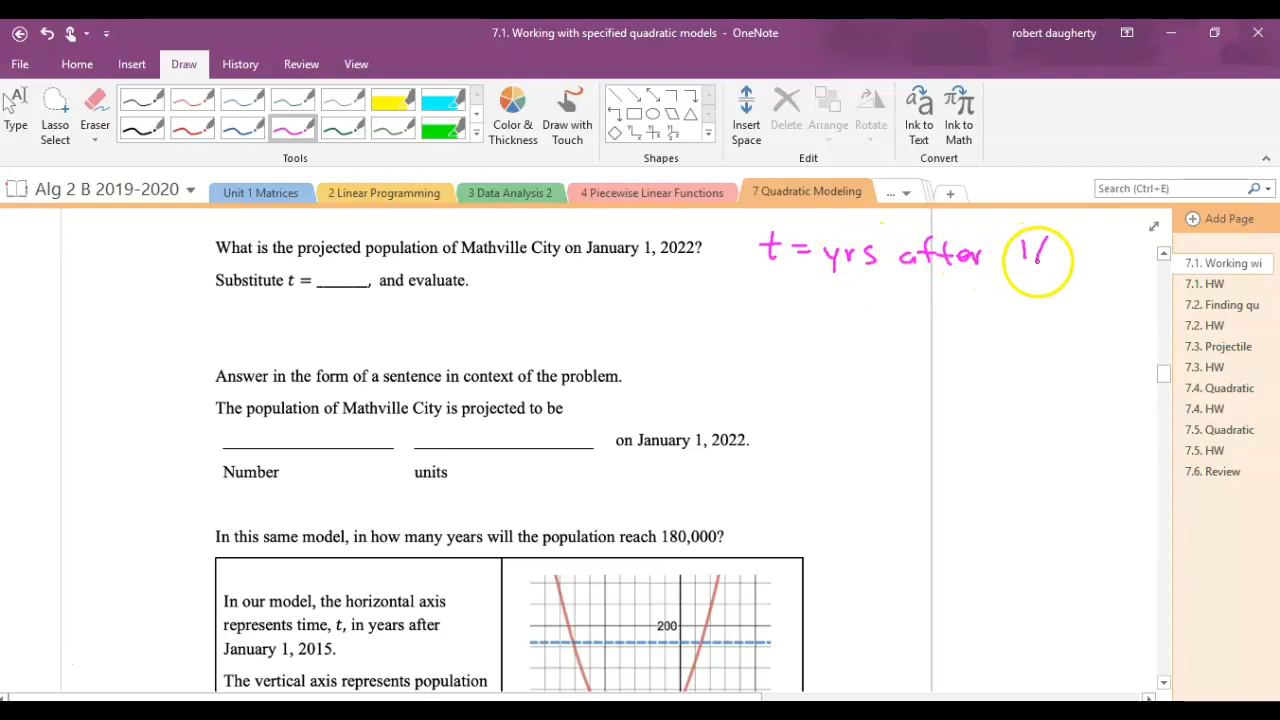 7.1. Working with specified quadratic models - OneNote
robert daugherty
File
Home
Insert
Draw
History
Review
View
Type
Lasso Select
Eraser
Color & Thickness
Draw with Touch
Insert Space
Delete
Arrange
Rotate
Ink to Text
Ink to Math
Tools
Shapes
Edit
Convert
Alg 2 B 2019-2020
Unit 1 Matrices
2 Linear Programming
3 Data Analysis 2
4 Piecewise Linear Functions
7 Quadratic Modeling
...
Search (Ctrl+E)
Add Page
7.1. Working wi
7.1. HW
7.2. Finding qu
7.2. HW
7.3. Projectile
7.3. HW
7.4. Quadratic
7.4. HW
7.5. Quadratic
7.5. HW
7.6. Review
What is the projected population of Mathville City on January 1, 2022?
t = yrs after 1/
Substitute t = ______, and evaluate.
Answer in the form of a sentence in context of the problem.
The population of Mathville City is projected to be
on January 1, 2022.
Number
units
In this same model, in how many years will the population reach 180,000?
In our model, the horizontal axis
represents time, t, in years after
January 1, 2015.
The vertical axis represents population
200